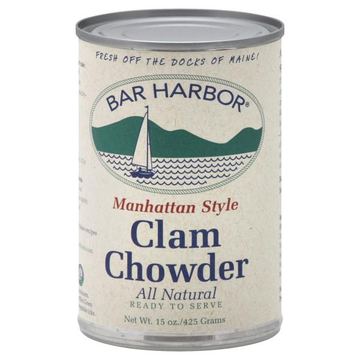 FRESH OFF THE DOCKS OF MAINE!
BAR HARBOR®
Manhattan Style
Clam
Chowder
All Natural
READY TO SERVE
Net Wt. 15 oz./425 Grams